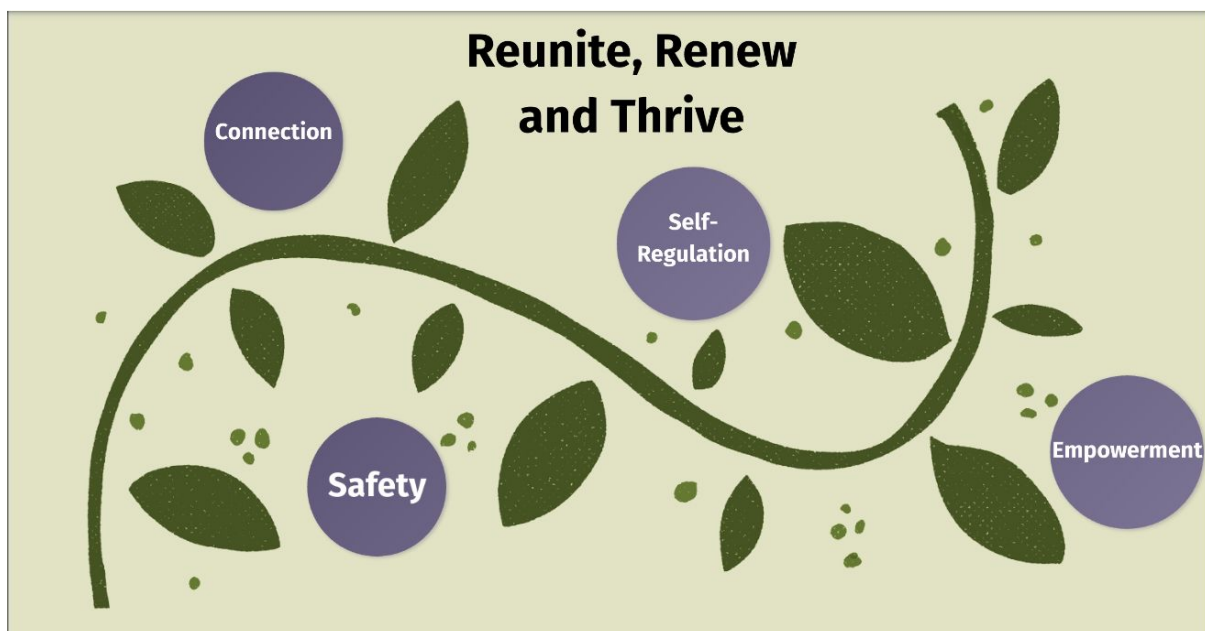 Reunite, Renew
and Thrive
Connection
Self-
Regulation
Safety
Empowerment